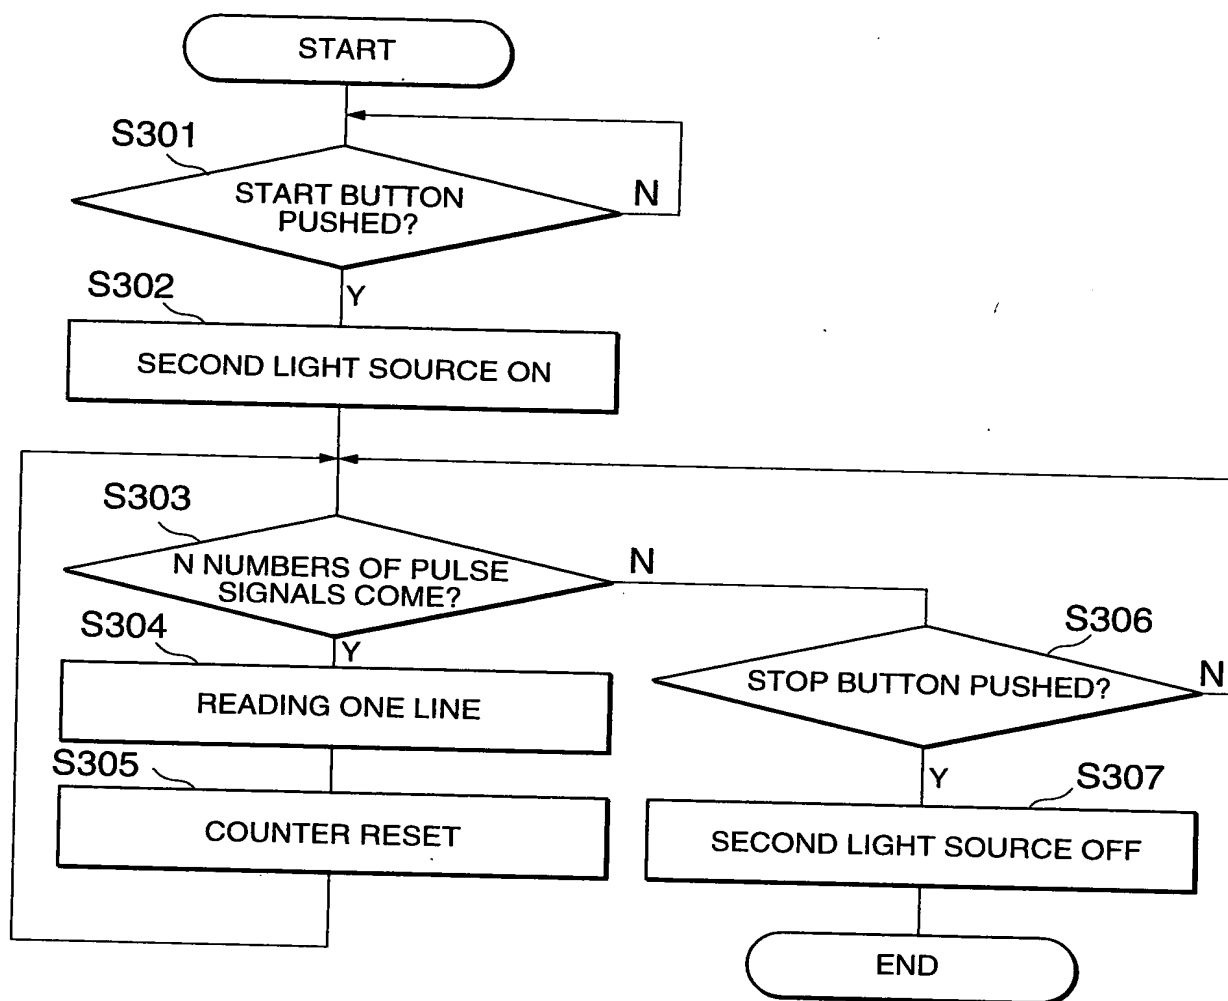 START
S301
START BUTTON
PUSHED?
N
Y
S302
SECOND LIGHT SOURCE ON
S303
N NUMBERS OF PULSE
SIGNALS COME?
N
Y
S304
READING ONE LINE
S305
COUNTER RESET
S306
STOP BUTTON PUSHED?
N
Y
S307
SECOND LIGHT SOURCE OFF
END